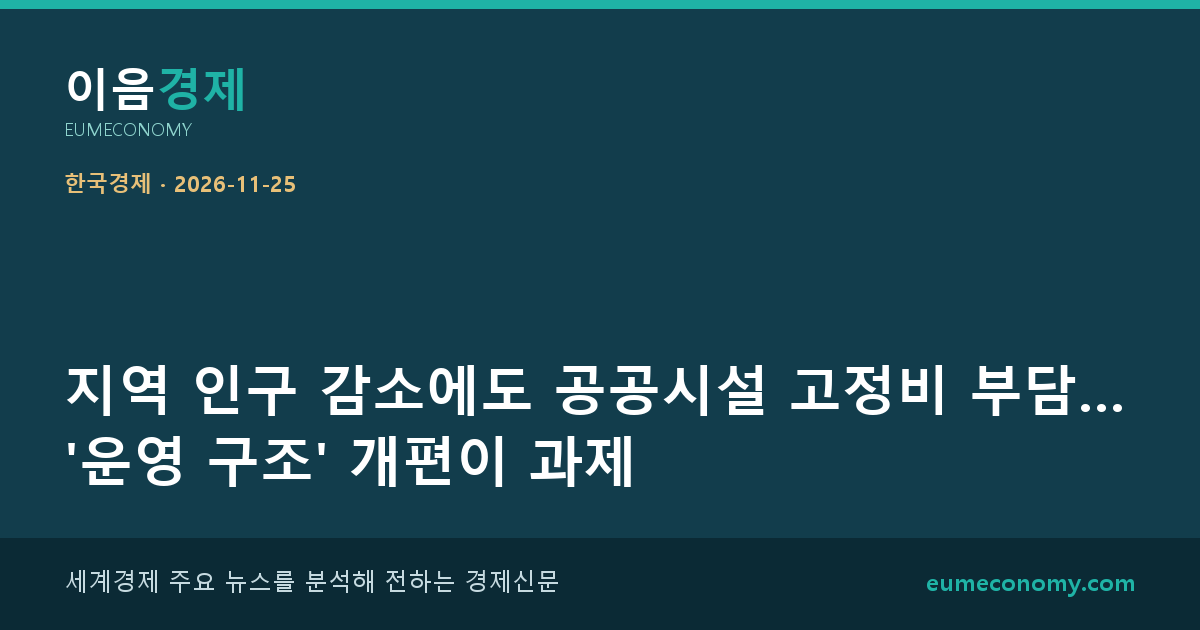 이음경제
EUMECONOMY
한국경제 · 2026-11-25
지역 인구 감소에도 공공시설 고정비 부담...
'운영 구조' 개편이 과제
세계경제 주요 뉴스를 분석해 전하는 경제신문
eumeconomy.com